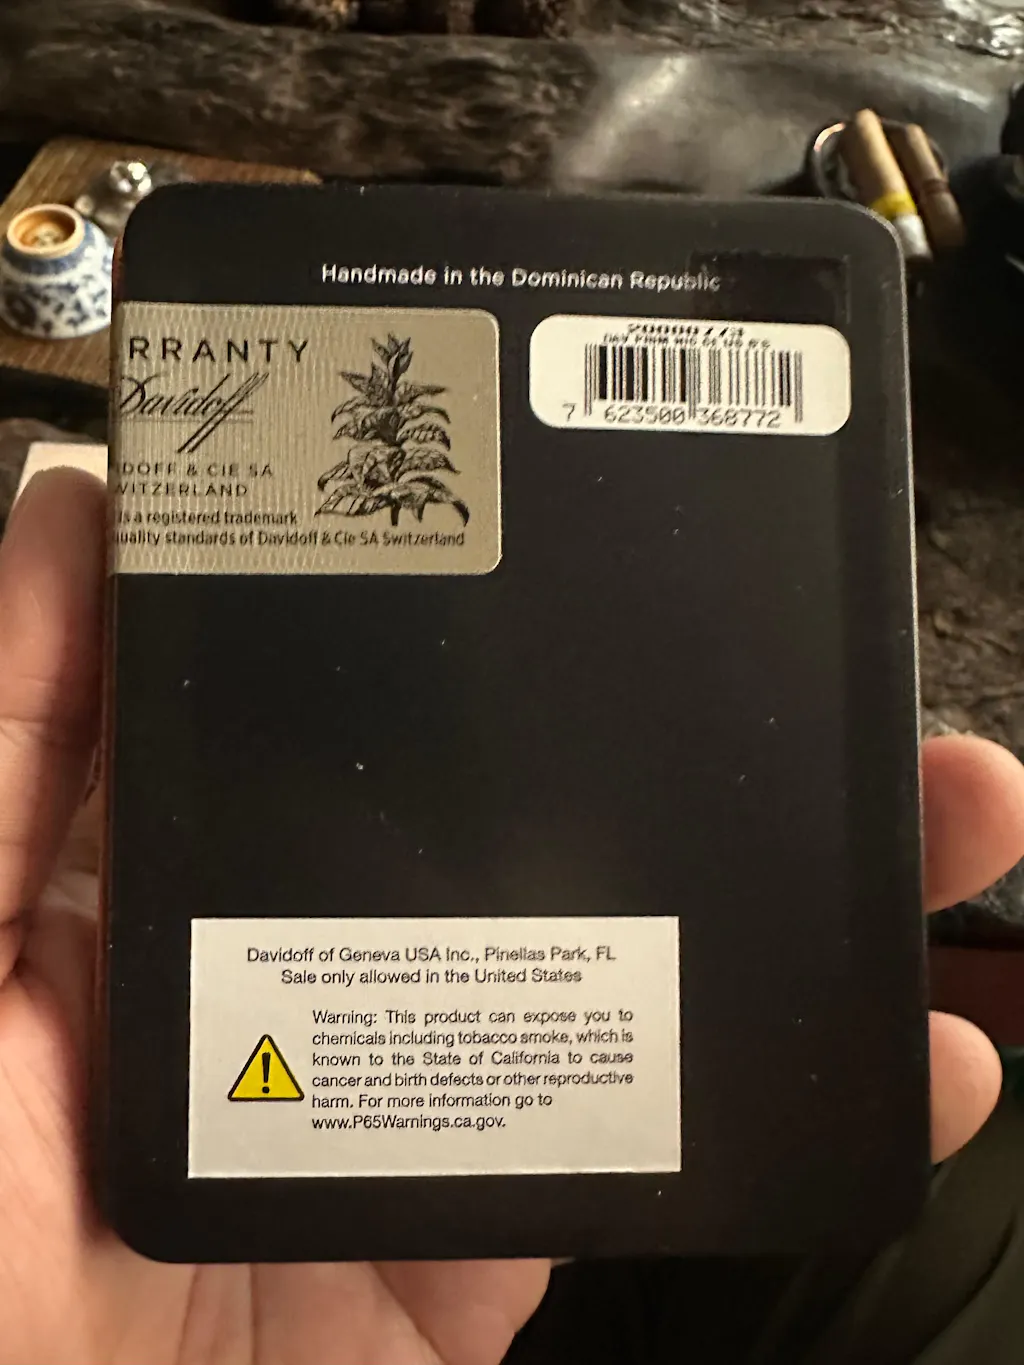 Handmade in the Dominican Republic
RRANTY
Davidoff
DOFF & CIE SA
WITZERLAND
is a registered trademark
quality standards of Davidoff & Cie SA Switzerland
7 623500 368772
Davidoff of Geneva USA Inc., Pinellas Park, FL
Sale only allowed in the United States
Warning: This product can expose you to
chemicals including tobacco smoke, which is
known to the State of California to cause
cancer and birth defects or other reproductive
harm. For more information go to
www.P65Warnings.ca.gov.